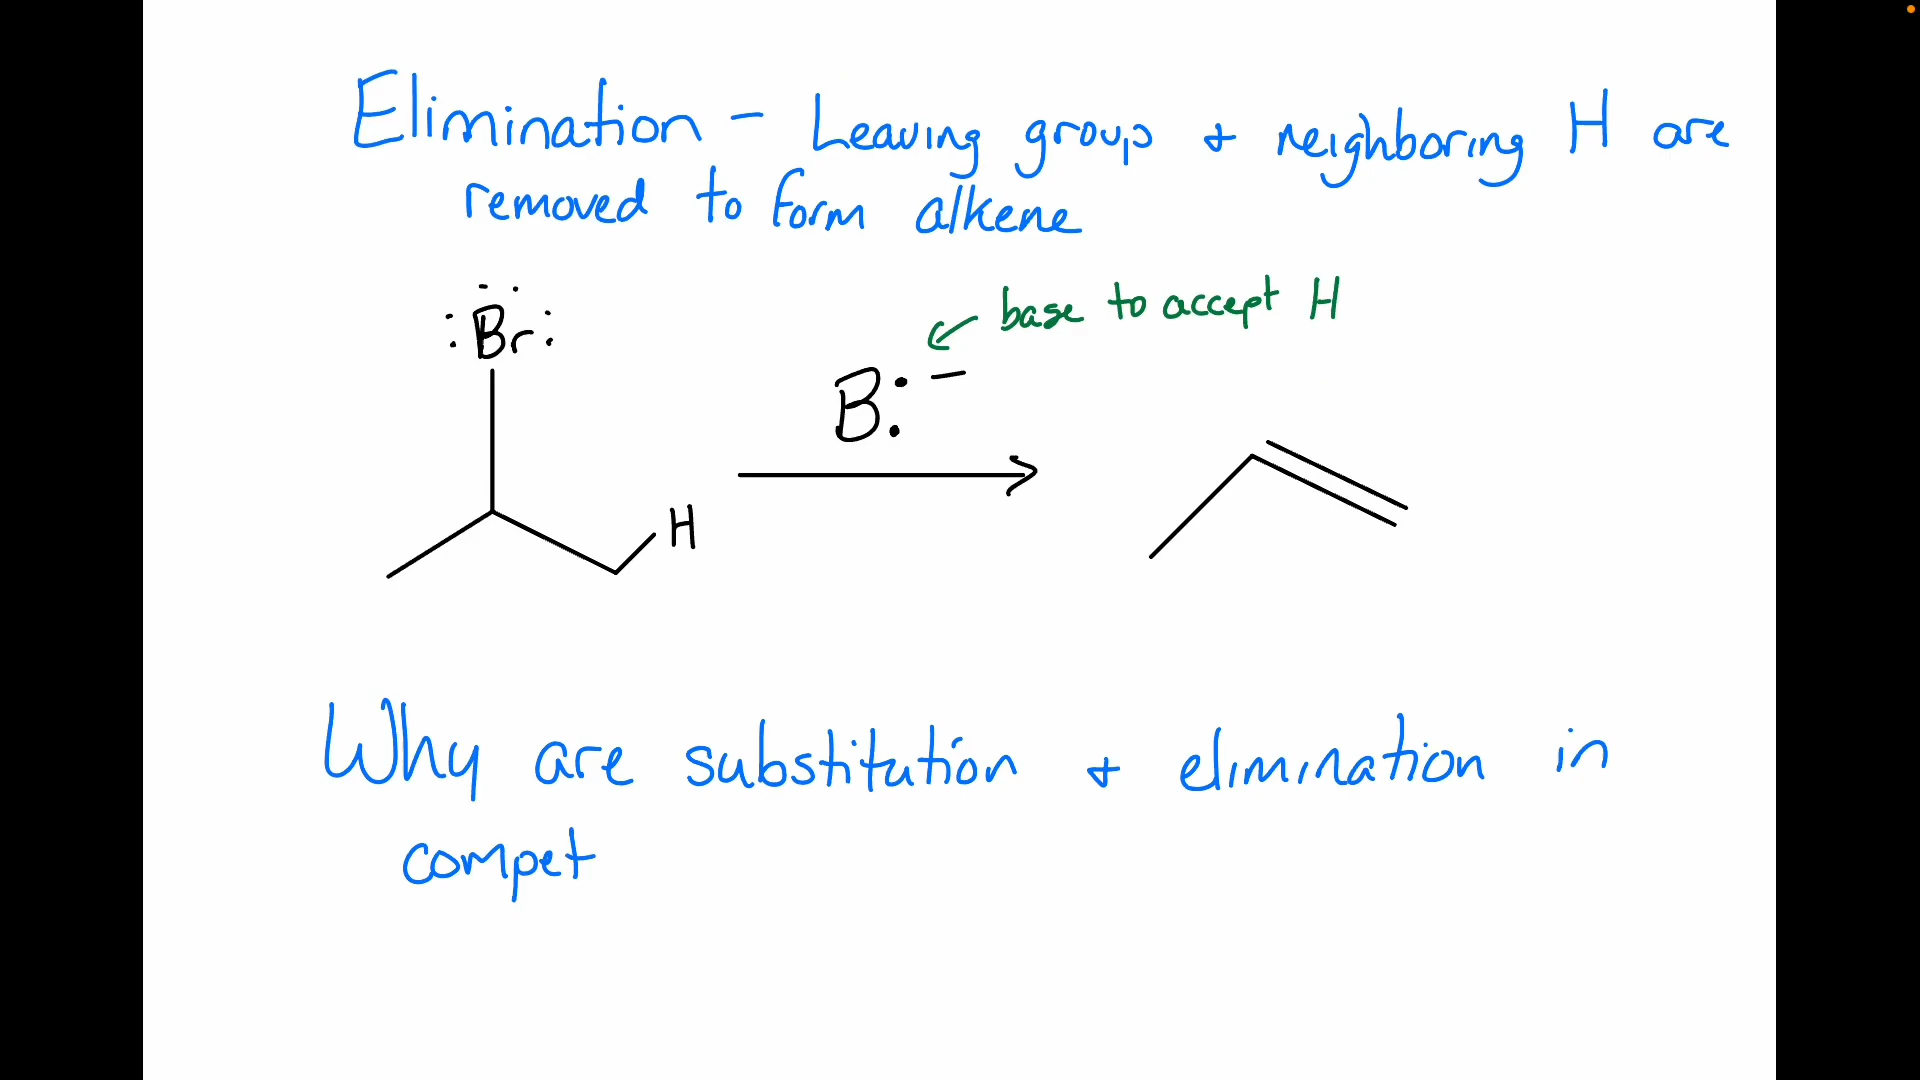 Elimination - Leaving group + neighboring H are
removed to form alkene
:Br:
base to accept H
B:⁻
H
Why are substitution + elimination in
compet